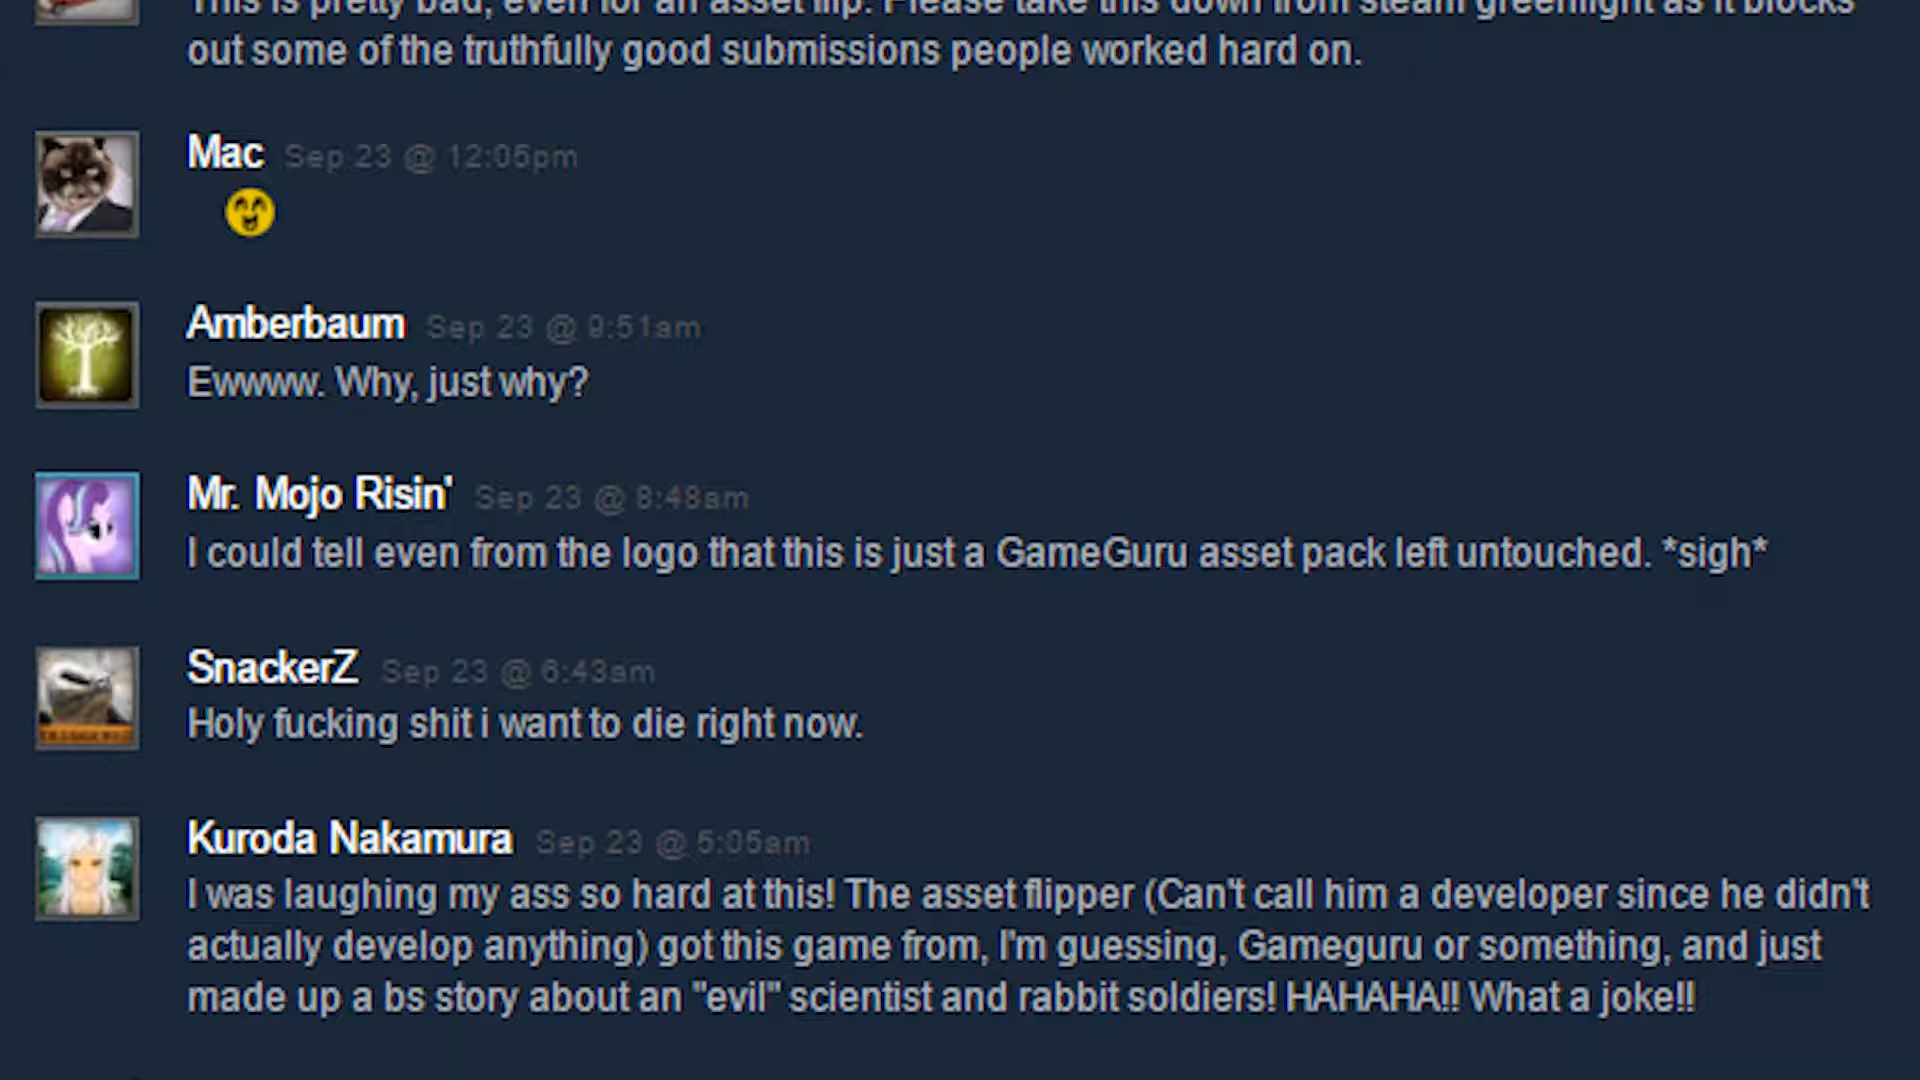 This is pretty bad, even for an asset flip. Please take this down from steam greenlight as it blocks
out some of the truthfully good submissions people worked hard on.
Mac Sep 23 @ 12:05pm
Amberbaum Sep 23 @ 9:51am
Ewwww. Why, just why?
Mr. Mojo Risin' Sep 23 @ 8:48am
I could tell even from the logo that this is just a GameGuru asset pack left untouched. *sigh*
SnackerZ Sep 23 @ 6:43am
Holy fucking shit i want to die right now.
Kuroda Nakamura Sep 23 @ 5:05am
I was laughing my ass so hard at this! The asset flipper (Can't call him a developer since he didn't
actually develop anything) got this game from, I'm guessing, Gameguru or something, and just
made up a bs story about an "evil" scientist and rabbit soldiers! HAHAHA!! What a joke!!